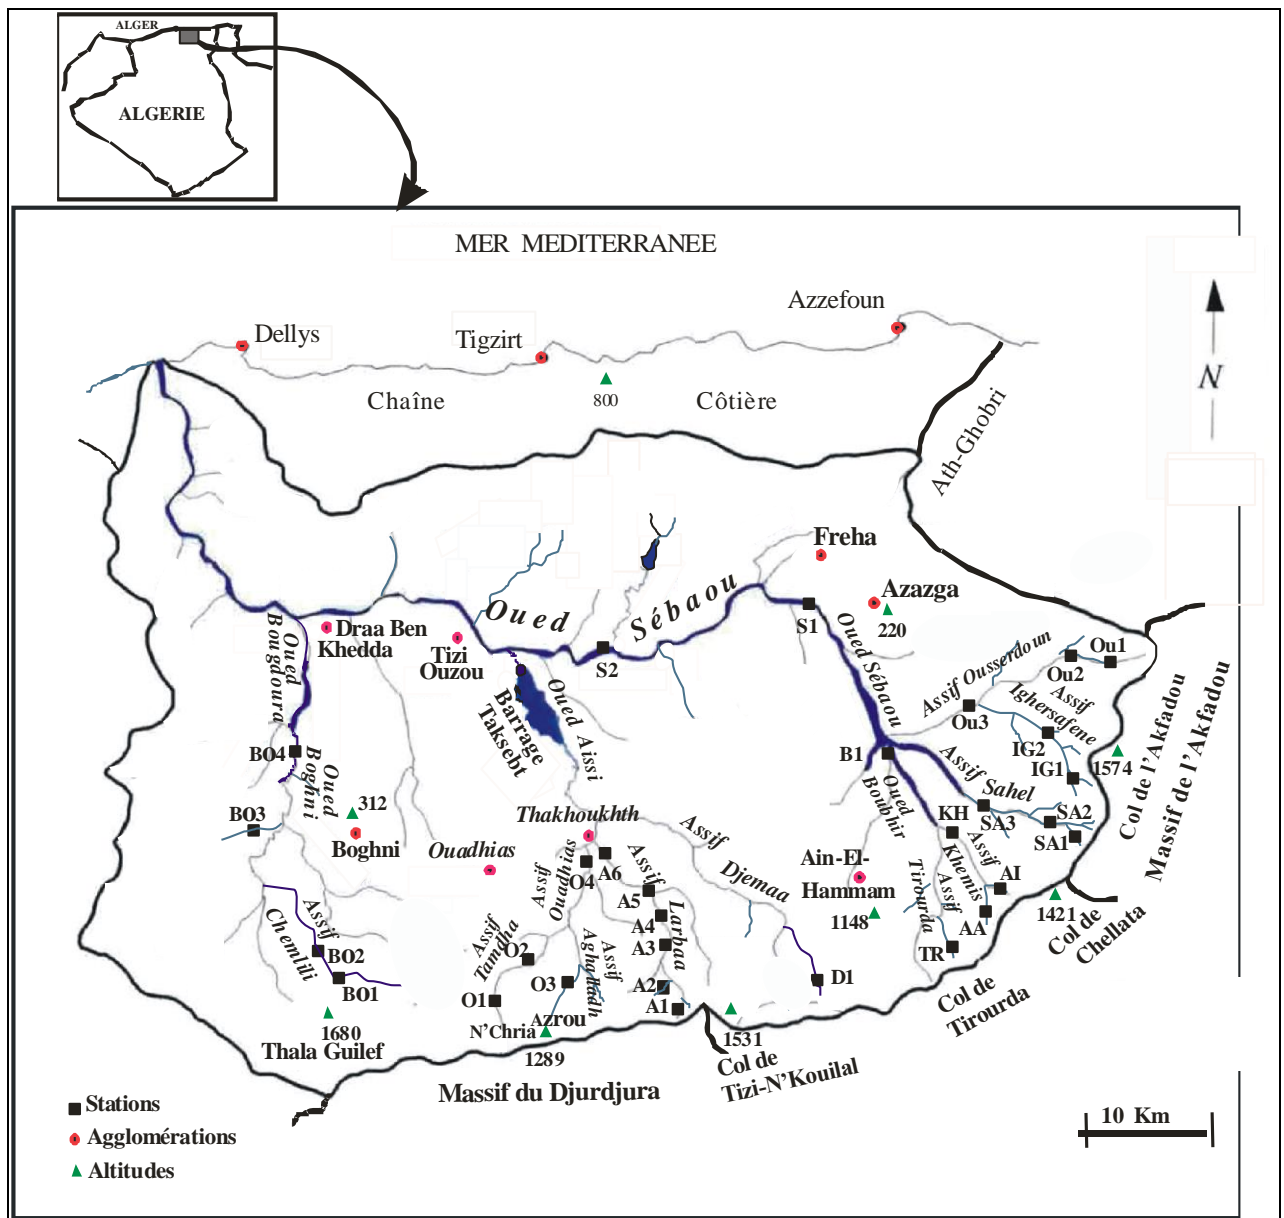 ALGER
ALGERIE
MER MEDITERRANEE
Azzefoun
Dellys
Tigzirt
N
Chaîne
800
Côtière
Ath-Ghobri
Freha
Azazga
220
Oued Sébaou
S1
S2
Draa Ben
Khedda
Tizi
Ouzou
Oued
Bougdoura
Barrage
Taksebt
Oued Aissi
Oued Sébaou
Assif Ousserdoun
Ou1
Ou2
Ou3
Assif
Ighersafene
IG2
IG1
1574
Col de l'Akfadou
Massif de l'Akfadou
BO4
Oued
Boghni
B1
Oued
Boubhir
Assif Sahel
SA3
SA2
SA1
BO3
312
Boghni
Ouadhias
Thakhoukhth
Assif
Djemaa
KH
Assif
Khemis
Ain-El-
Hammam
1148
Assif
Tirourda
AI
AA
TR
1421
Col de
Chellata
Assif
Ouadhias
O4
A6
Assif
Larbaa
A5
A4
A3
A2
A1
Assif
Chemlili
BO2
BO1
Assif
Tamdha
O2
O1
O3
Assif
Aghalladh
D1
Col de
Tirourda
1680
Thala Guilef
N'Chria
Azrou
1289
1531
Col de
Tizi-N'Kouilal
Massif du Djurdjura
Stations
Agglomérations
Altitudes
10 Km